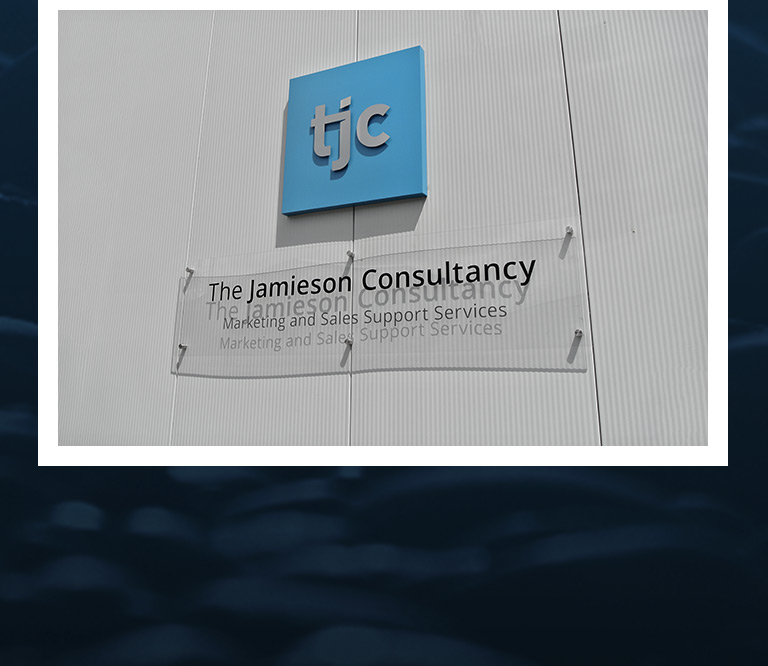 tjc
The Jamieson Consultancy
Marketing and Sales Support Services